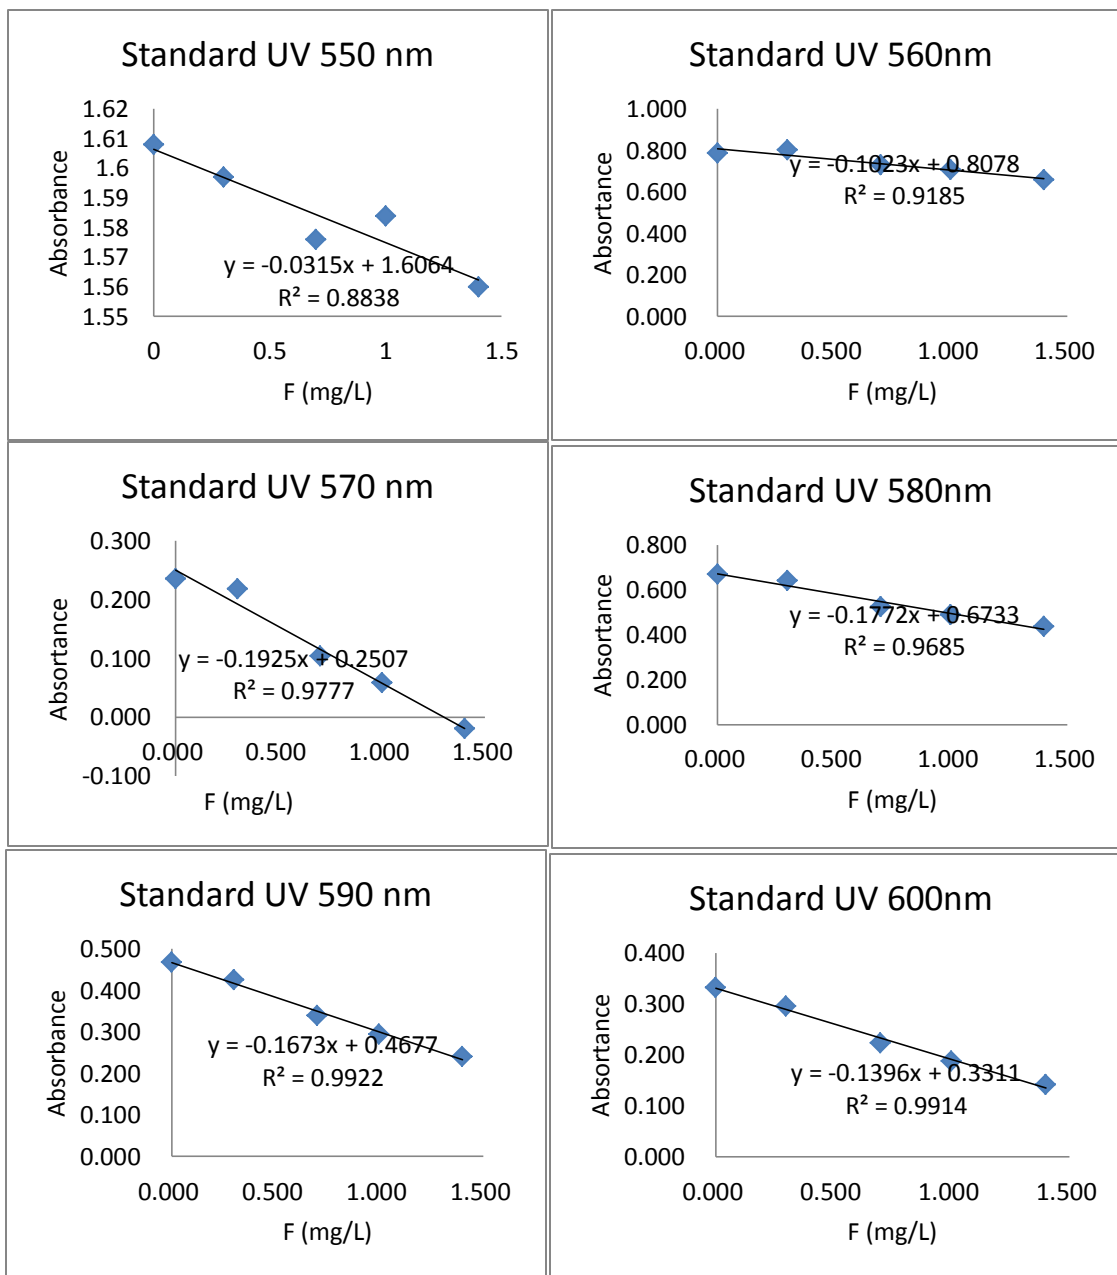 Standard UV 550 nm
Absorbance
1.62
1.61
1.6
1.59
1.58
1.57
1.56
1.55
y = -0.0315x + 1.6064
R² = 0.8838
0 0.5 1 1.5
F (mg/L)
Standard UV 560nm
Absortance
1.000
0.800
0.600
0.400
0.200
0.000
y = -0.1023x + 0.8078
R² = 0.9185
0.000 0.500 1.000 1.500
F (mg/L)
Standard UV 570 nm
Absortance
0.300
0.200
0.100
0.000
-0.100
y = -0.1925x + 0.2507
R² = 0.9777
0.000 0.500 1.000 1.500
F (mg/L)
Standard UV 580nm
Absortance
0.800
0.600
0.400
0.200
0.000
y = -0.1772x + 0.6733
R² = 0.9685
0.000 0.500 1.000 1.500
F (mg/L)
Standard UV 590 nm
Absorbance
0.500
0.400
0.300
0.200
0.100
0.000
y = -0.1673x + 0.4677
R² = 0.9922
0.000 0.500 1.000 1.500
F (mg/L)
Standard UV 600nm
Absortance
0.400
0.300
0.200
0.100
0.000
y = -0.1396x + 0.3311
R² = 0.9914
0.000 0.500 1.000 1.500
F (mg/L)